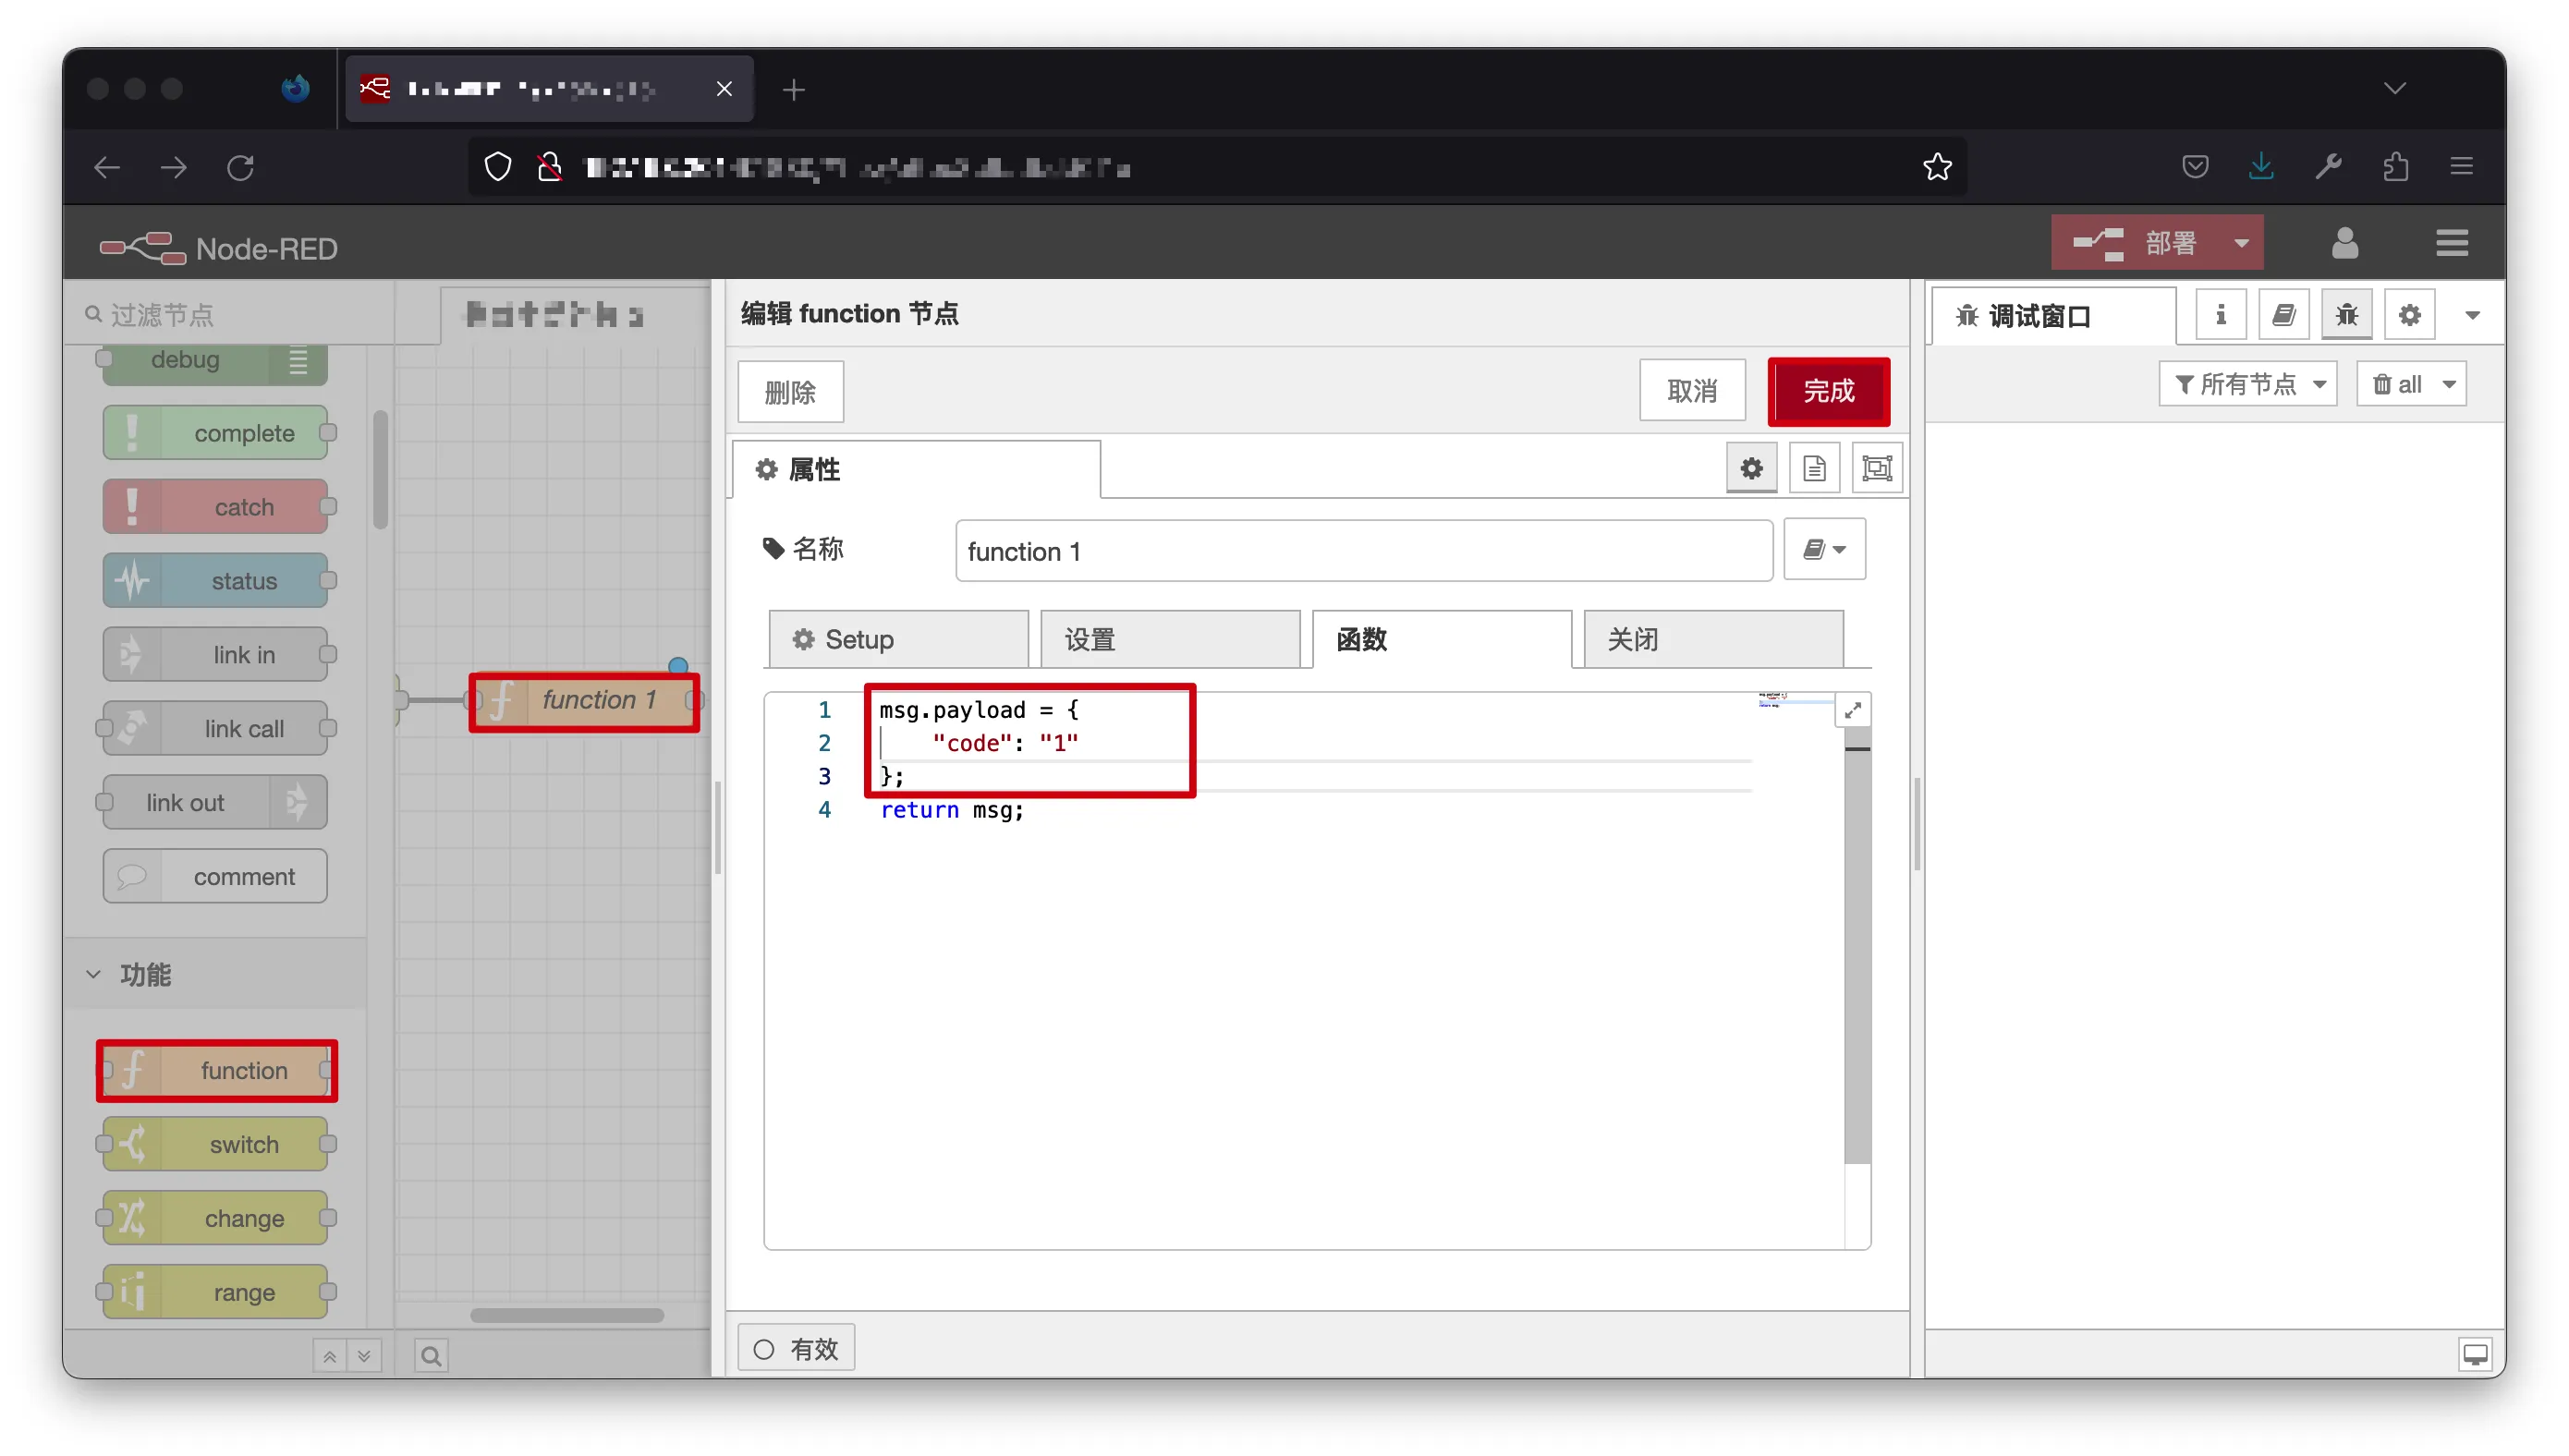 Node-RED
部署
过滤节点
debug
complete
catch
status
link in
link call
link out
comment
功能
function
switch
change
range
function 1
编辑 function 节点
删除
取消
完成
属性
名称
function 1
Setup
设置
函数
关闭
1 msg.payload = {
2 "code": "1"
3 };
4 return msg;
有效
调试窗口
所有节点
all